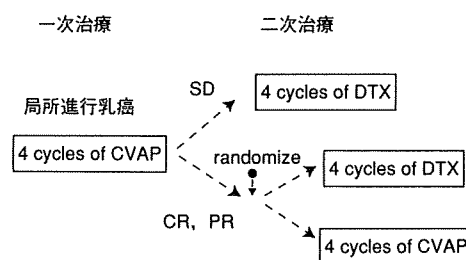 一次治療
二次治療
局所進行乳癌
4 cycles of CVAP
SD
4 cycles of DTX
randomize
4 cycles of DTX
CR，PR
4 cycles of CVAP